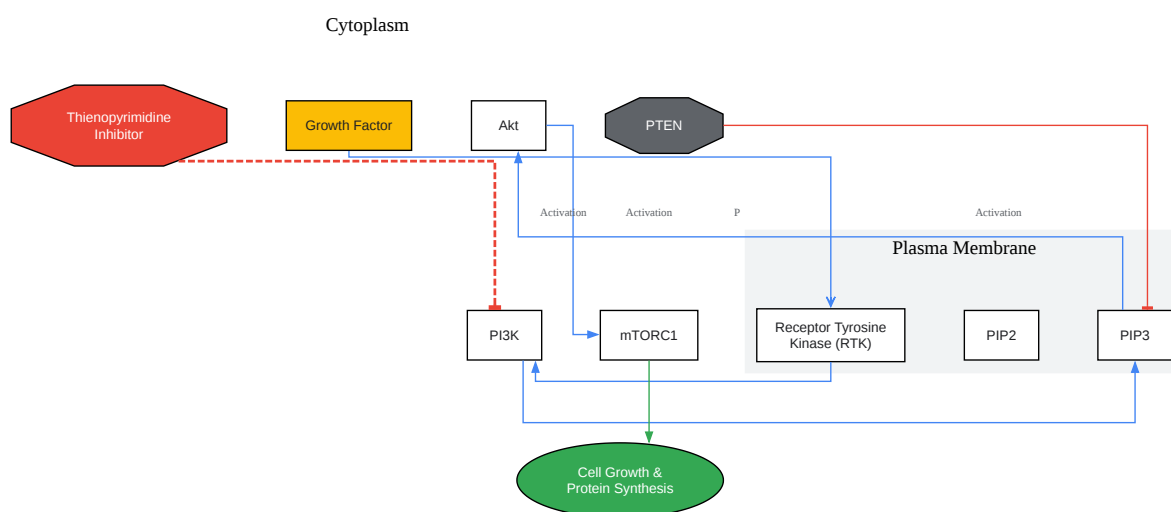 Cytoplasm
Thienopyrimidine
Inhibitor
Growth Factor
Akt
PTEN
Activation
Activation
P
Activation
Plasma Membrane
PI3K
mTORC1
Receptor Tyrosine
Kinase (RTK)
PIP2
PIP3
Cell Growth &
Protein Synthesis